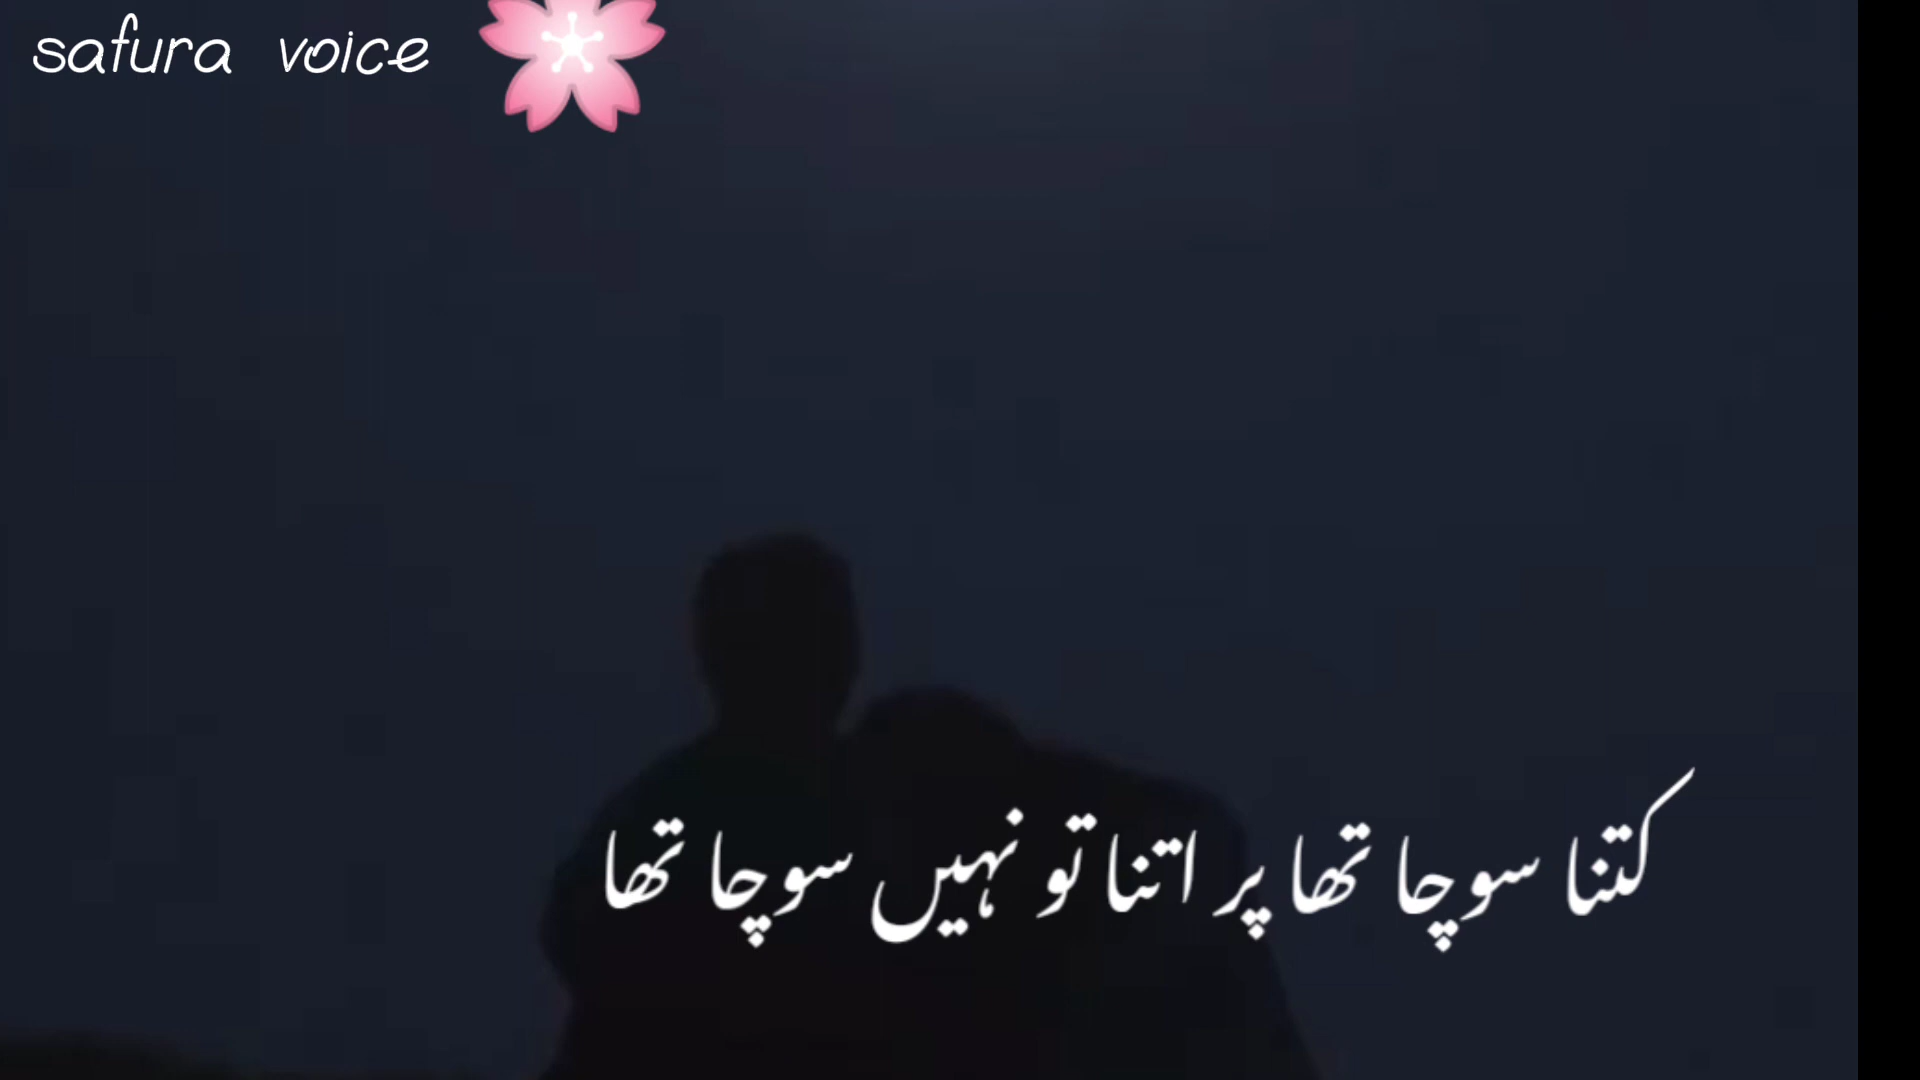 safura voice
کتنا سوچا تھا پر اتنا تو نہیں سوچا تھا